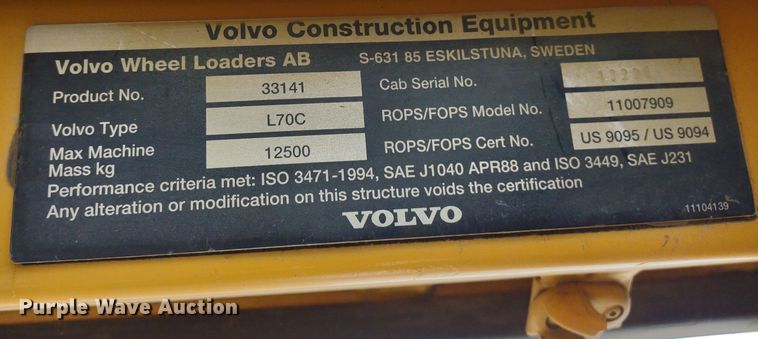 Volvo Construction Equipment
Volvo Wheel Loaders AB S-631 85 ESKILSTUNA, SWEDEN
Product No. 33141 Cab Serial No.
Volvo Type L70C ROPS/FOPS Model No. 11007909
Max Machine Mass kg 12500 ROPS/FOPS Cert No. US 9095 / US 9094
Performance criteria met: ISO 3471-1994, SAE J1040 APR88 and ISO 3449, SAE J231
Any alteration or modification on this structure voids the certification
VOLVO 11104139
Purple Wave Auction